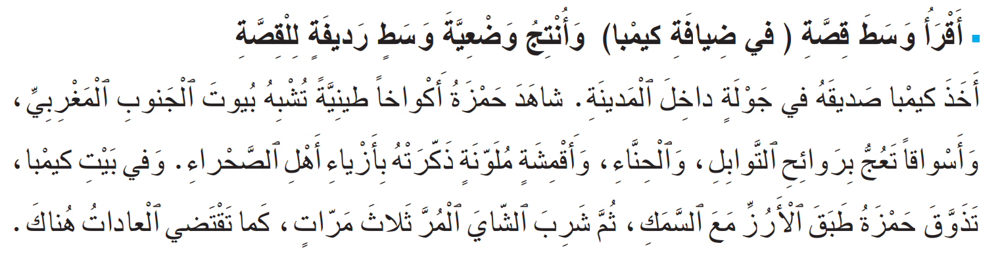 ▪ أَقْرَأُ وَسَطَ قِصَّةِ ( في ضِيافَةِ كيمْبا) وَأُنْتِجُ وَضْعِيَّةَ وَسَطٍ رَديفَةٍ لِلْقِصَّةِ
أَخَذَ كيمْبا صَديقَهُ في جَوْلَةٍ داخِلَ ٱلْمَدينَةِ. شاهَدَ حَمْزَةُ أَكْواخاً طينِيَّةً تُشْبِهُ بُيوتَ ٱلْجَنوبِ ٱلْمَغْرِبِيِّ،
وَأَسْواقاً تَعُجُّ بِرَوائِحِ ٱلتَّوابِلِ، وَٱلْحِنَّاءِ، وَأَقْمِشَةٍ مُلَوّنَةٍ ذَكّرَتْهُ بِأَزْياءِ أَهْلِ ٱلصَّحْراءِ. وَفي بَيْتِ كيمْبا،
تَذَوَّقَ حَمْزَةُ طَبَقَ ٱلْأَرُزِّ مَعَ ٱلسَّمَكِ، ثُمَّ شَرِبَ ٱلشّايَ ٱلْمُرَّ ثَلاثَ مَرّاتٍ، كَما تَقْتَضي ٱلْعاداتُ هُناكَ.